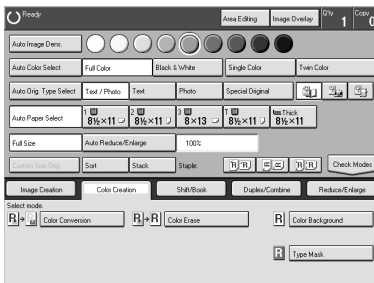 Ready Area Editing Image Overlay Q'ty 1 Copy 0
Auto Image Dens.
Auto Color Select Full Color Black & White Single Color Twin Color
Auto Orig. Type Select Text / Photo Text Photo Special Original
Auto Paper Select 1 8½×11 2 8½×11 3 8×13 T 8½×11 Thick 8½×11
Full Size Auto Reduce/Enlarge 100%
Custom Size Orig. Sort Stack Staple: R R R R R R Check Modes
Image Creation Color Creation Shift/Book Duplex/Combine Reduce/Enlarge
Select mode.
R R Color Conversion R R Color Erase R Color Background
R Type Mask